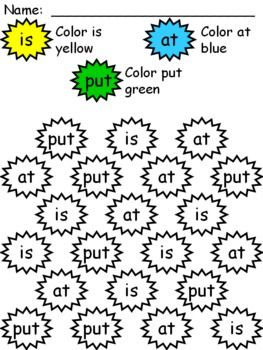 Name:
is Color is yellow at Color at blue
put Color put green
put is at
at put at put
is at is
is put is at
at is put
put put at is